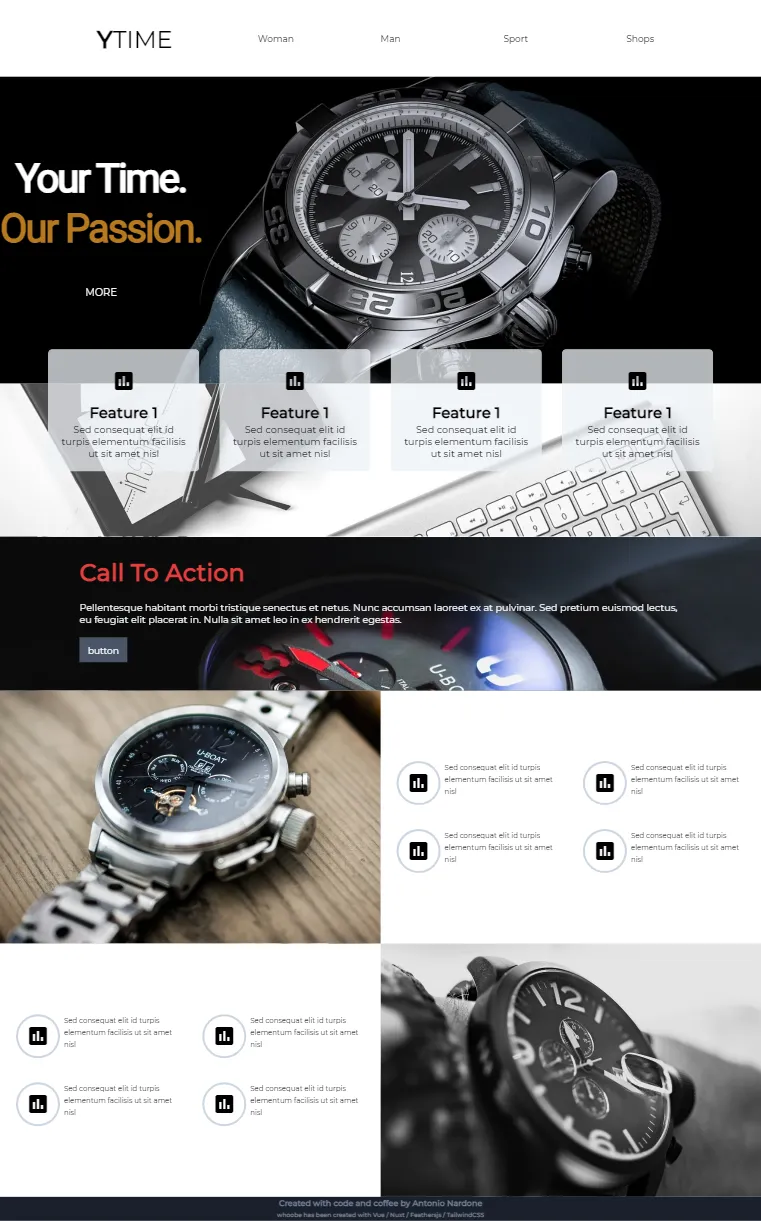 YTIME
Woman
Man
Sport
Shops
Your Time.
Our Passion.
MORE
Feature 1
Sed consequat elit id
turpis elementum facilisis
ut sit amet nisl
Feature 1
Sed consequat elit id
turpis elementum facilisis
ut sit amet nisl
Feature 1
Sed consequat elit id
turpis elementum facilisis
ut sit amet nisl
Feature 1
Sed consequat elit id
turpis elementum facilisis
ut sit amet nisl
Call To Action
Pellentesque habitant morbi tristique senectus et netus. Nunc accumsan laoreet ex at pulvinar. Sed pretium euismod lectus,
eu feugiat elit placerat in. Nulla sit amet leo in ex hendrerit egestas.
button
U-BOAT
Sed consequat elit id turpis
elementum facilisis ut sit amet
nisl
Sed consequat elit id turpis
elementum facilisis ut sit amet
nisl
Sed consequat elit id turpis
elementum facilisis ut sit amet
nisl
Sed consequat elit id turpis
elementum facilisis ut sit amet
nisl
Sed consequat elit id turpis
elementum facilisis ut sit amet
nisl
Sed consequat elit id turpis
elementum facilisis ut sit amet
nisl
Sed consequat elit id turpis
elementum facilisis ut sit amet
nisl
Sed consequat elit id turpis
elementum facilisis ut sit amet
nisl
12
Created with code and coffee by Antonio Nardone
whoobe has been created with Vue / Nuxt / Feathersjs / TailwindCSS